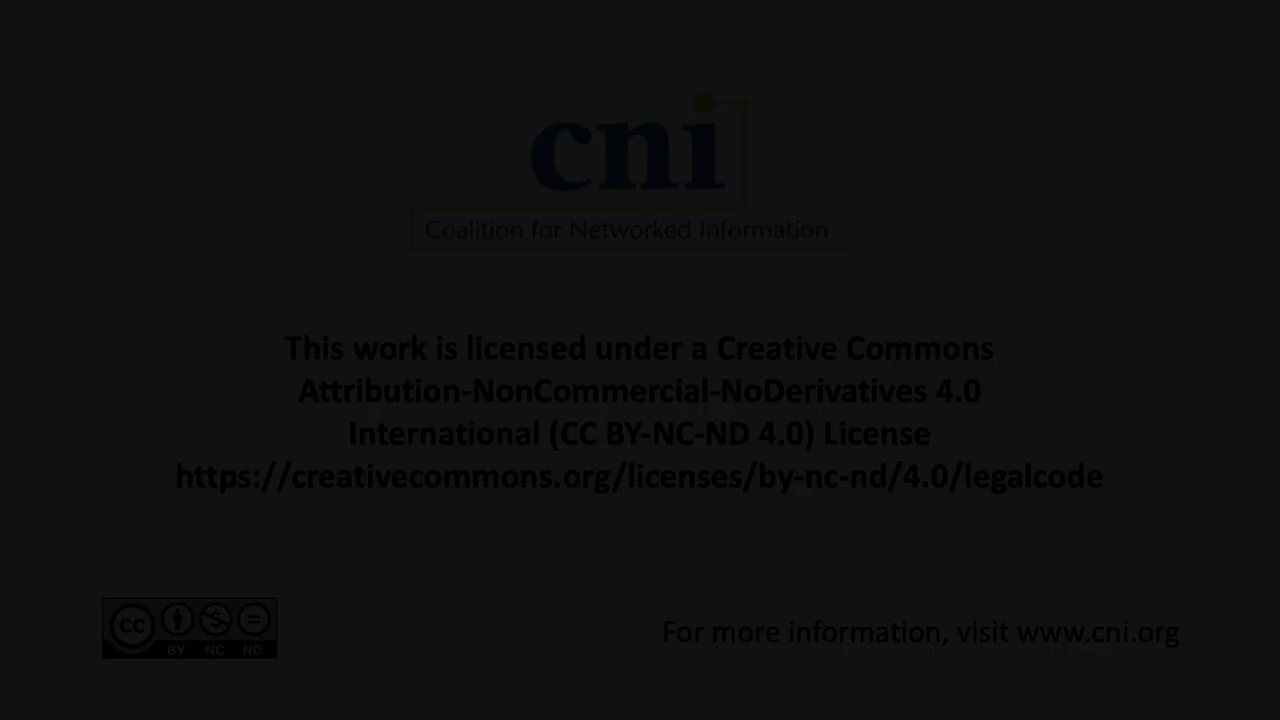 cni
Coalition for Networked Information
This work is licensed under a Creative Commons
Attribution-NonCommercial-NoDerivatives 4.0
International (CC BY-NC-ND 4.0) License
https://creativecommons.org/licenses/by-nc-nd/4.0/legalcode
cc
BY NC ND
For more information, visit www.cni.org